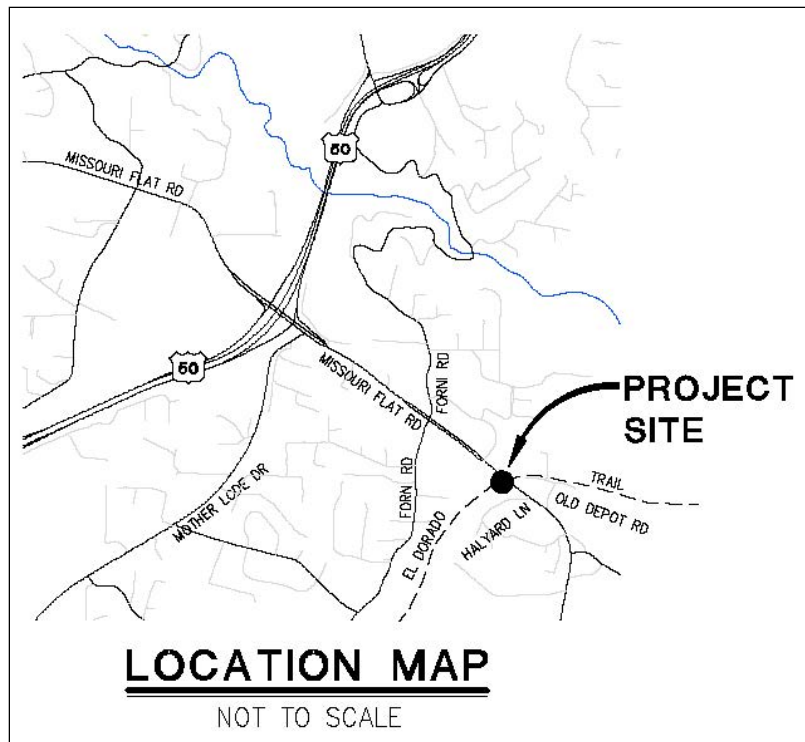 50
MISSOURI FLAT RD
50
MISSOURI FLAT RD
FORNI RD
PROJECT
SITE
TRAIL
OLD DEPOT RD
HALYARD LN
EL DORADO
FORNI RD
MOTHER LODE DR
LOCATION MAP
NOT TO SCALE